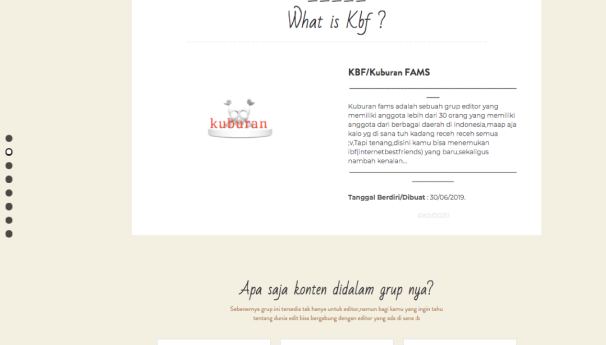 What is Kbf ?
KBF/Kuburan FAMS
kuburan
Kuburan fams adalah sebuah grup editor yang
memiliki anggota lebih dari 30 orang yang memiliki
anggota dari berbagai daerah di indonesia,maap aja
kalo yg di sana tuh kadang receh receh semua
;v,Tapi tenang,disini kamu bisa menemukan
ibf(internetbestfriends) yang baru,sekaligus
nambah kenalan...
Tanggal Berdiri/Dibuat : 30/06/2019.
Apa saja konten didalam grup nya?
Sebenernya grup ini tersedia tak hanya untuk editor,namun bagi kamu yang ingin tahu
tentang dunia edit bisa bergabung dengan editor yang ada di sana :b